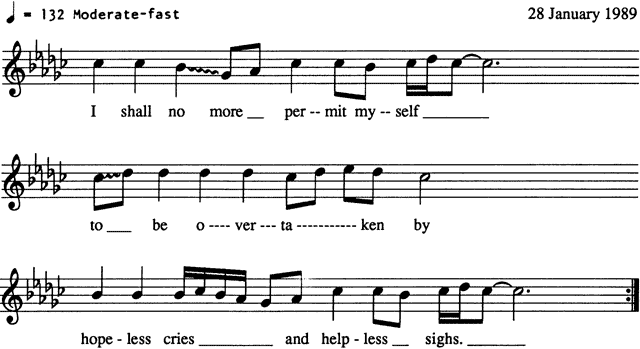 ♩ = 132 Moderate-fast 28 January 1989
I shall no more __ per -- mit my -- self ________
to ___ be o ---- ver --- ta ----------- ken by
hope - less cries _________ and help - less __ sighs. _______